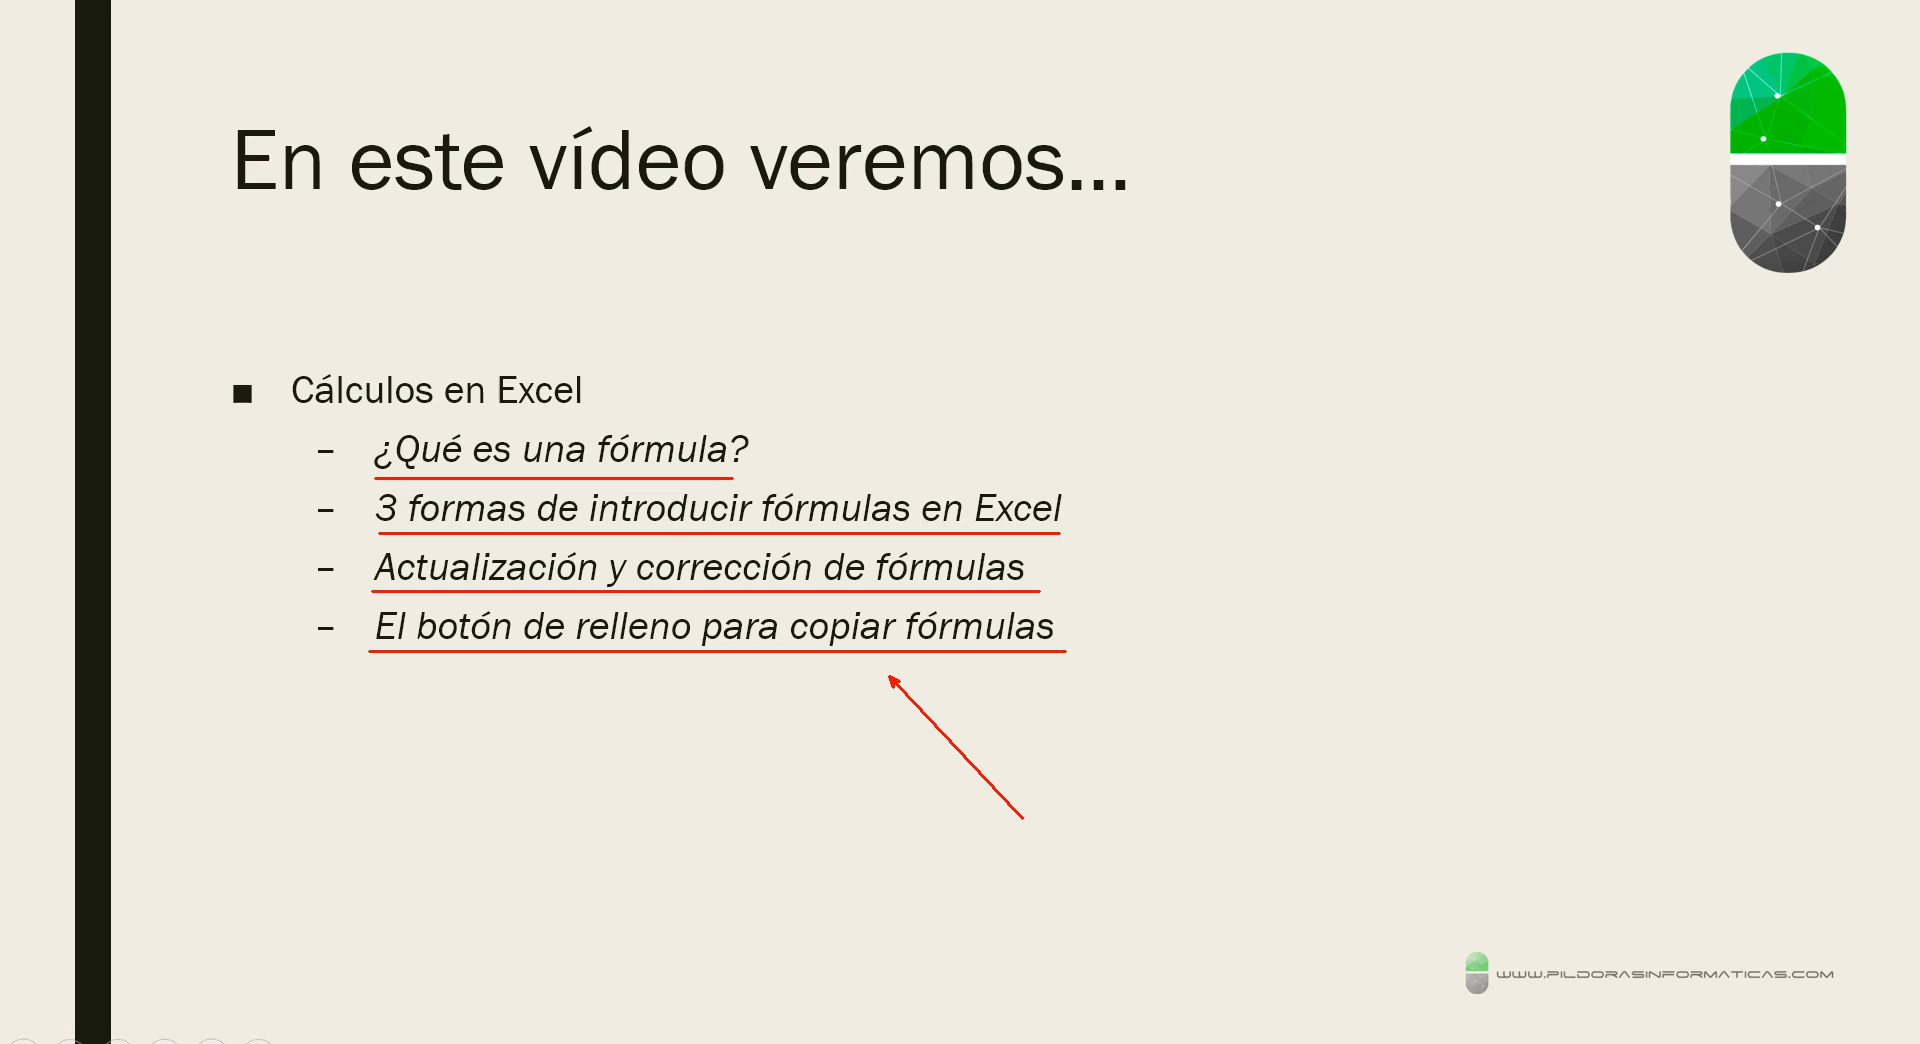 En este vídeo veremos...
■ Cálculos en Excel
– ¿Qué es una fórmula?
– 3 formas de introducir fórmulas en Excel
– Actualización y corrección de fórmulas
– El botón de relleno para copiar fórmulas
WWW.PILDORASINFORMATICAS.COM